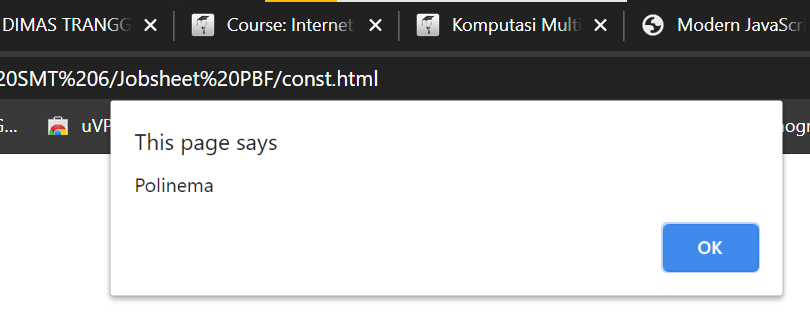 DIMAS TRANGG Course: Internet Komputasi Multi Modern JavaScr
20SMT%206/Jobsheet%20PBF/const.html
G... uVP
This page says
Polinema
OK